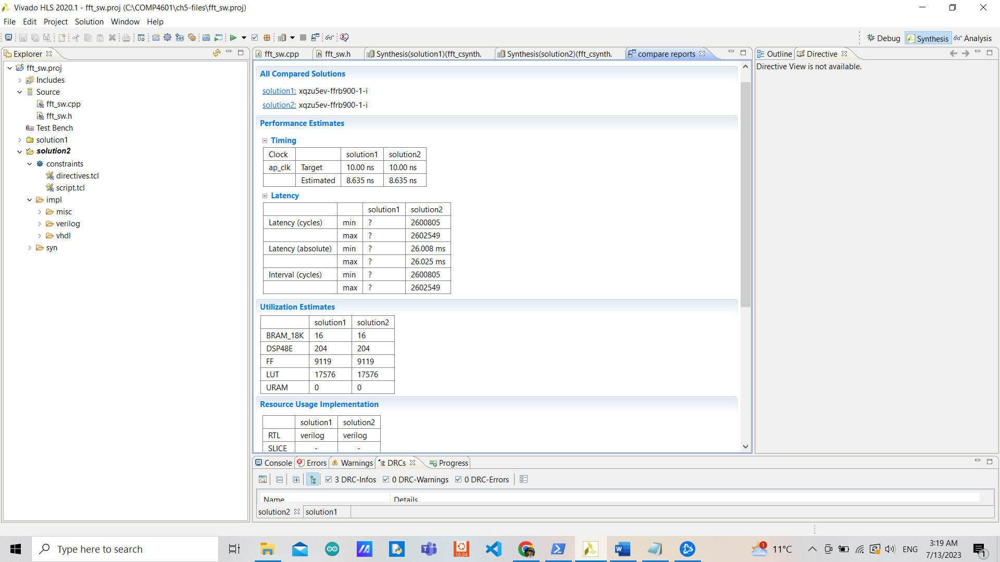 Vivado HLS 2020.1 - fft_sw.proj (C:\COMP4601\ch5-files\fft_sw.proj)
File Edit Project Solution Window Help
Debug Synthesis Analysis
Explorer
fft_sw.proj
Includes
Source
fft_sw.cpp
fft_sw.h
Test Bench
solution1
solution2
constraints
directives.tcl
script.tcl
impl
misc
verilog
vhdl
syn
fft_sw.cpp fft_sw.h Synthesis(solution1)(fft_csynth. Synthesis(solution2)(fft_csynth. compare reports
All Compared Solutions
solution1: xqzu5ev-ffrb900-1-i
solution2: xqzu5ev-ffrb900-1-i
Performance Estimates
Timing
Clock solution1 solution2
ap_clk Target 10.00 ns 10.00 ns
Estimated 8.635 ns 8.635 ns
Latency
solution1 solution2
Latency (cycles) min ? 2600805
max ? 2602549
Latency (absolute) min ? 26.008 ms
max ? 26.025 ms
Interval (cycles) min ? 2600805
max ? 2602549
Utilization Estimates
solution1 solution2
BRAM_18K 16 16
DSP48E 204 204
FF 9119 9119
LUT 17576 17576
URAM 0 0
Resource Usage Implementation
solution1 solution2
RTL verilog verilog
SLICE - -
Outline Directive
Directive View is not available.
Console Errors Warnings DRCs Progress
3 DRC-Infos 0 DRC-Warnings 0 DRC-Errors
Name Details
solution2 solution1
Type here to search
18.04
1
11°C
ENG
3:19 AM
7/13/2023
1